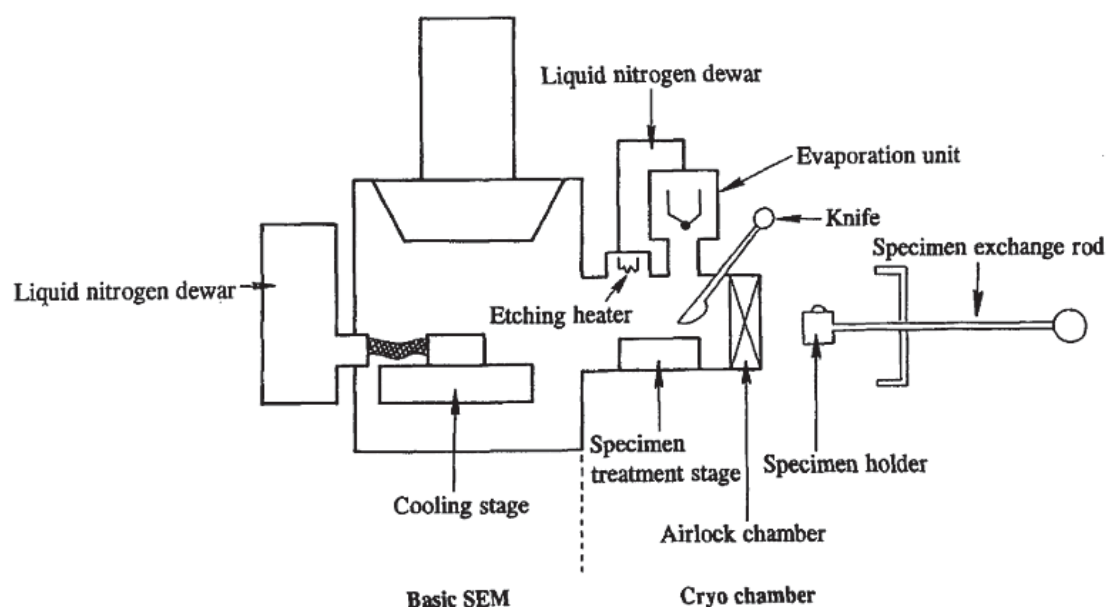 Liquid nitrogen dewar
Evaporation unit
Knife
Specimen exchange rod
Liquid nitrogen dewar
Etching heater
Specimen
treatment stage
Specimen holder
Cooling stage
Airlock chamber
Basic SEM
Cryo chamber